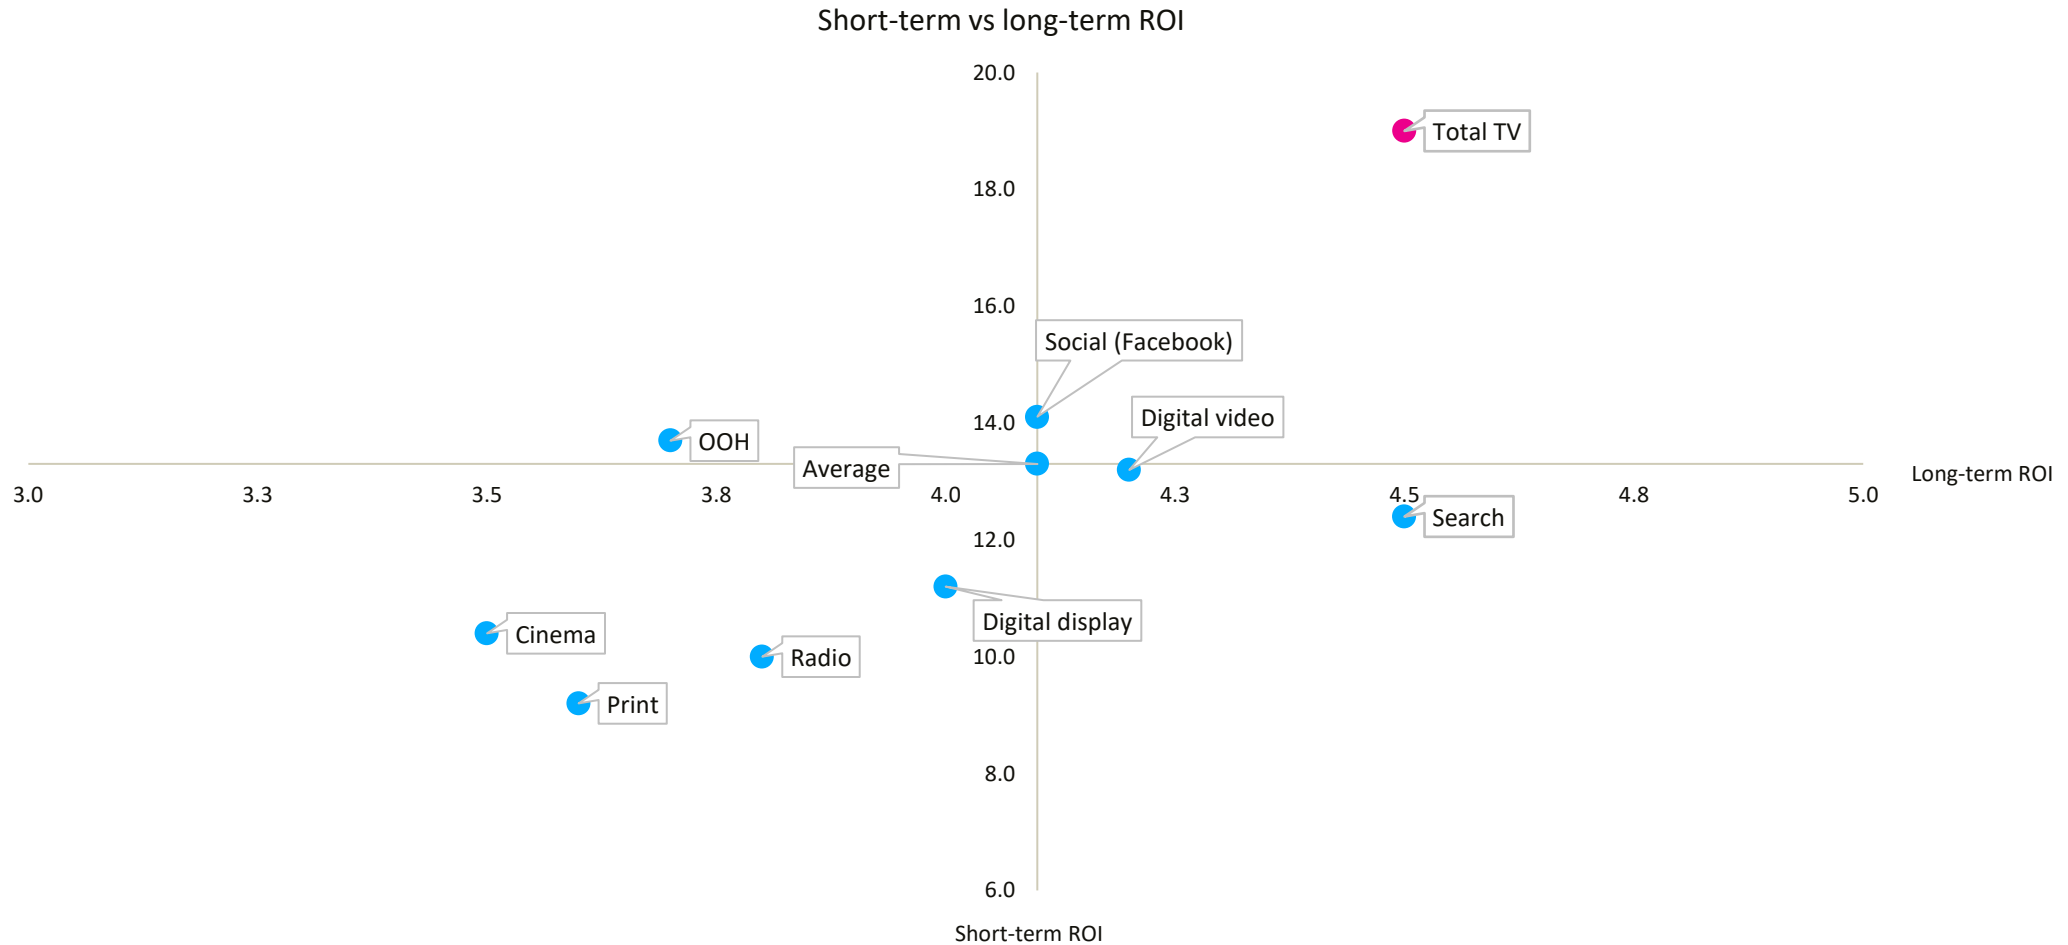 Short-term vs long-term ROI
20.0
Total TV
18.0
16.0
Social (Facebook)
14.0
Digital video
OOH
Average
Long-term ROI
3.0
3.3
3.5
3.8
4.0
4.3
4.5
4.8
5.0
Search
12.0
Digital display
Cinema
10.0
Radio
Print
8.0
6.0
Short-term ROI